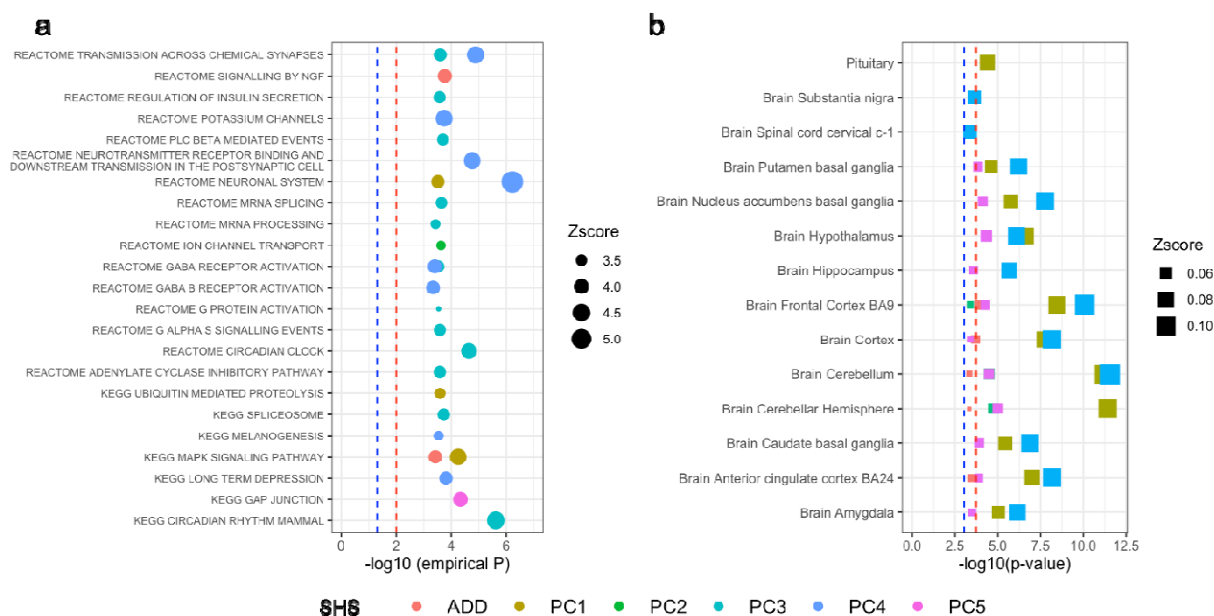 a
REACTOME TRANSMISSION ACROSS CHEMICAL SYNAPSES
REACTOME SIGNALLING BY NGF
REACTOME REGULATION OF INSULIN SECRETION
REACTOME POTASSIUM CHANNELS
REACTOME PLC BETA MEDIATED EVENTS
REACTOME NEUROTRANSMITTER RECEPTOR BINDING AND
DOWNSTREAM TRANSMISSION IN THE POSTSYNAPTIC CELL
REACTOME NEURONAL SYSTEM
REACTOME MRNA SPLICING
REACTOME MRNA PROCESSING
REACTOME ION CHANNEL TRANSPORT
REACTOME GABA RECEPTOR ACTIVATION
REACTOME GABA B RECEPTOR ACTIVATION
REACTOME G PROTEIN ACTIVATION
REACTOME G ALPHA S SIGNALLING EVENTS
REACTOME CIRCADIAN CLOCK
REACTOME ADENYLATE CYCLASE INHIBITORY PATHWAY
KEGG UBIQUITIN MEDIATED PROTEOLYSIS
KEGG SPLICEOSOME
KEGG MELANOGENESIS
KEGG MAPK SIGNALING PATHWAY
KEGG LONG TERM DEPRESSION
KEGG GAP JUNCTION
KEGG CIRCADIAN RHYTHM MAMMAL
0 2 4 6
-log10 (empirical P)
Zscore
3.5
4.0
4.5
5.0
b
Pituitary
Brain Substantia nigra
Brain Spinal cord cervical c-1
Brain Putamen basal ganglia
Brain Nucleus accumbens basal ganglia
Brain Hypothalamus
Brain Hippocampus
Brain Frontal Cortex BA9
Brain Cortex
Brain Cerebellum
Brain Cerebellar Hemisphere
Brain Caudate basal ganglia
Brain Anterior cingulate cortex BA24
Brain Amygdala
0.0 2.5 5.0 7.5 10.0 12.5
-log10(p-value)
Zscore
0.06
0.08
0.10
SHS ADD PC1 PC2 PC3 PC4 PC5